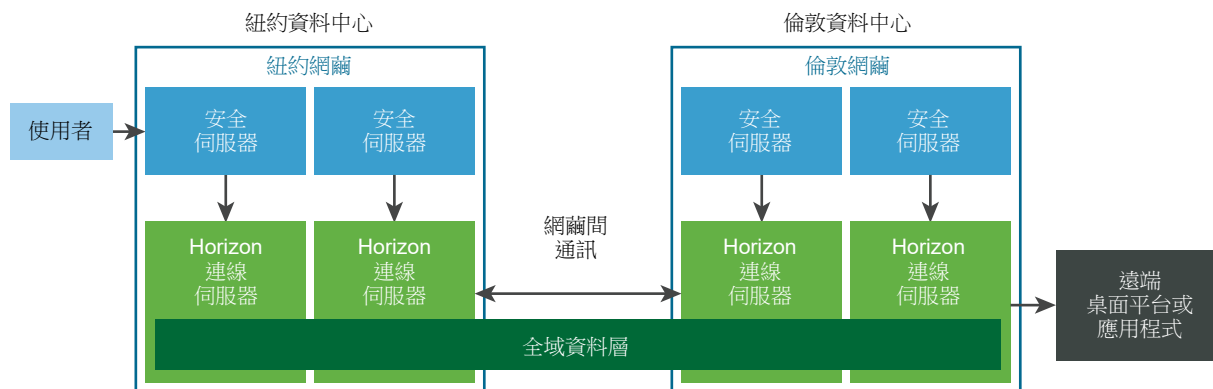 紐約資料中心
倫敦資料中心
紐約網繭
倫敦網繭
使用者
安全
伺服器
安全
伺服器
安全
伺服器
安全
伺服器
網繭間
通訊
Horizon
連線
伺服器
Horizon
連線
伺服器
Horizon
連線
伺服器
Horizon
連線
伺服器
遠端
桌面平台或
應用程式
全域資料層